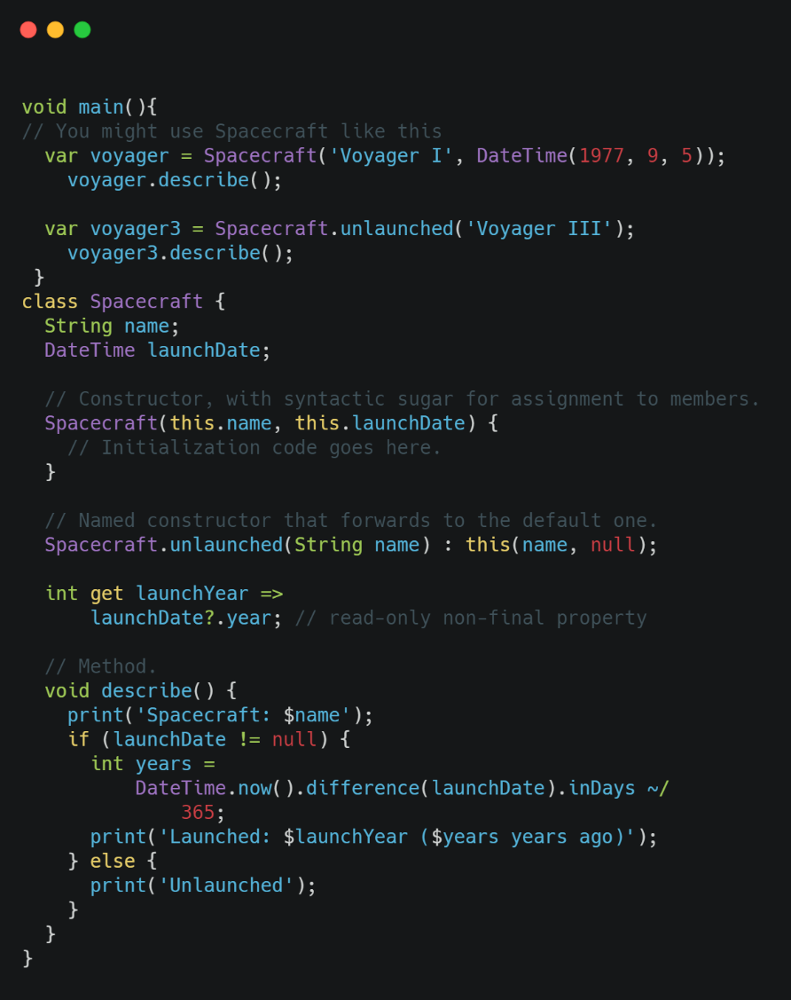 void main(){
// You might use Spacecraft like this
  var voyager = Spacecraft('Voyager I', DateTime(1977, 9, 5));
    voyager.describe();

  var voyager3 = Spacecraft.unlaunched('Voyager III');
    voyager3.describe();
 }
class Spacecraft {
  String name;
  DateTime launchDate;

  // Constructor, with syntactic sugar for assignment to members.
  Spacecraft(this.name, this.launchDate) {
    // Initialization code goes here.
  }

  // Named constructor that forwards to the default one.
  Spacecraft.unlaunched(String name) : this(name, null);

  int get launchYear =>
      launchDate?.year; // read-only non-final property

  // Method.
  void describe() {
    print('Spacecraft: $name');
    if (launchDate != null) {
      int years =
          DateTime.now().difference(launchDate).inDays ~/
              365;
      print('Launched: $launchYear ($years years ago)');
    } else {
      print('Unlaunched');
    }
  }
}